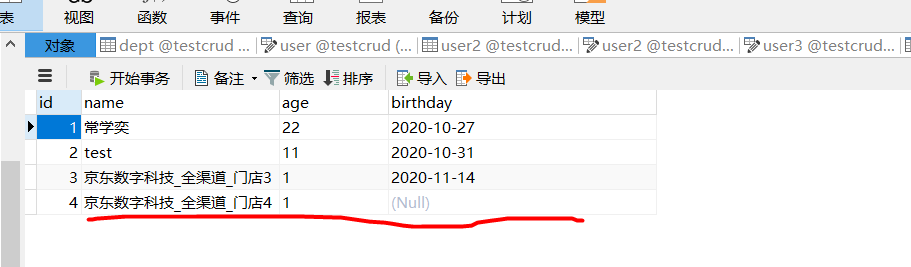 表 视图 函数 事件 查询 报表 备份 计划 模型
对象 dept @testcrud ... user @testcrud (... user2 @testcrud... user2 @testcrud ... user3 @testcrud...
开始事务 备注 筛选 排序 导入 导出
id name age birthday
1 常学奕 22 2020-10-27
2 test 11 2020-10-31
3 京东数字科技_全渠道_门店3 1 2020-11-14
4 京东数字科技_全渠道_门店4 1 (Null)